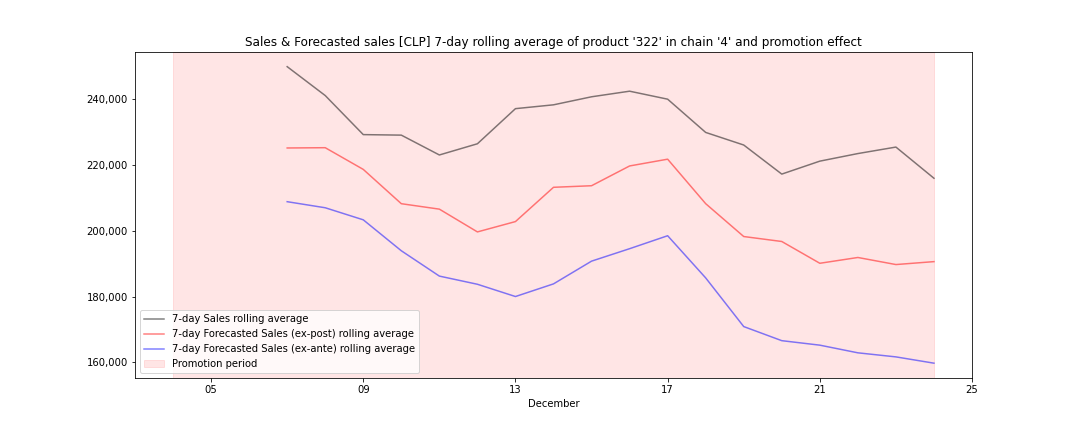 Sales & Forecasted sales [CLP] 7-day rolling average of product '322' in chain '4' and promotion effect
240,000
220,000
200,000
180,000
160,000
7-day Sales rolling average
7-day Forecasted Sales (ex-post) rolling average
7-day Forecasted Sales (ex-ante) rolling average
Promotion period
05 09 13 17 21 25
December